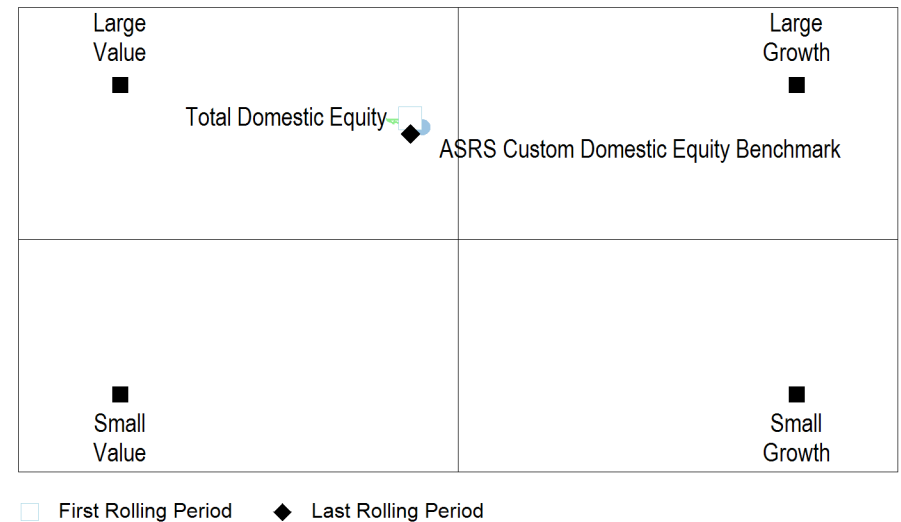 Large
Value
Large
Growth
Total Domestic Equity
ASRS Custom Domestic Equity Benchmark
Small
Value
Small
Growth
First Rolling Period
Last Rolling Period